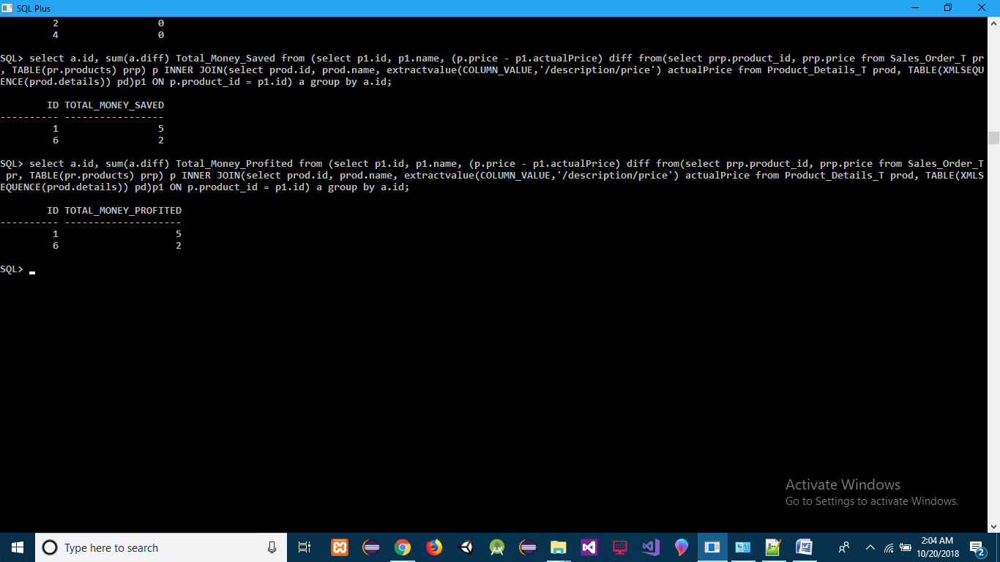 SQL Plus
2 0
4 0
SQL> select a.id, sum(a.diff) Total_Money_Saved from (select p1.id, p1.name, (p.price - p1.actualPrice) diff from(select prp.product_id, prp.price from Sales_Order_T pr
, TABLE(pr.products) prp) p INNER JOIN(select prod.id, prod.name, extractvalue(COLUMN_VALUE,'/description/price') actualPrice from Product_Details_T prod, TABLE(XMLSEQU
ENCE(prod.details)) pd)p1 ON p.product_id = p1.id) a group by a.id;
ID TOTAL_MONEY_SAVED
---------- -----------------
1 5
6 2
SQL> select a.id, sum(a.diff) Total_Money_Profited from (select p1.id, p1.name, (p.price - p1.actualPrice) diff from(select prp.product_id, prp.price from Sales_Order_T
pr, TABLE(pr.products) prp) p INNER JOIN(select prod.id, prod.name, extractvalue(COLUMN_VALUE,'/description/price') actualPrice from Product_Details_T prod, TABLE(XMLS
EQUENCE(prod.details)) pd)p1 ON p.product_id = p1.id) a group by a.id;
ID TOTAL_MONEY_PROFITED
---------- --------------------
1 5
6 2
SQL>
Activate Windows
Go to Settings to activate Windows.
Type here to search
2:04 AM
10/20/2018
2